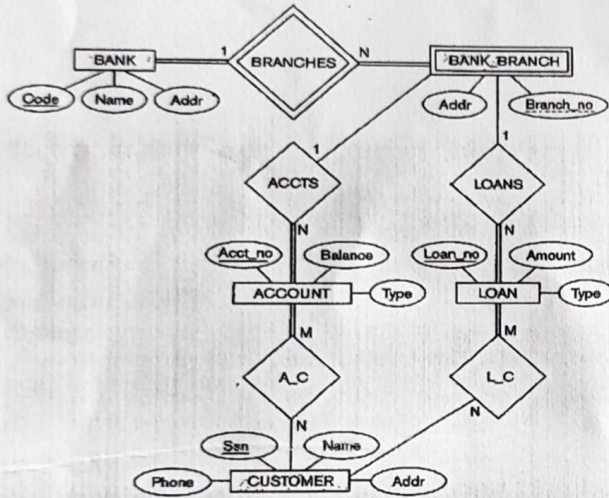 1 N
BANK BRANCHES BANK_BRANCH
Code Name Addr Addr Branch_no
1 1
ACCTS LOANS
N N
Acct_no Balance Loan_no Amount
ACCOUNT Type LOAN Type
M M
A_C L_C
N N
Ssn Name
Phone CUSTOMER Addr